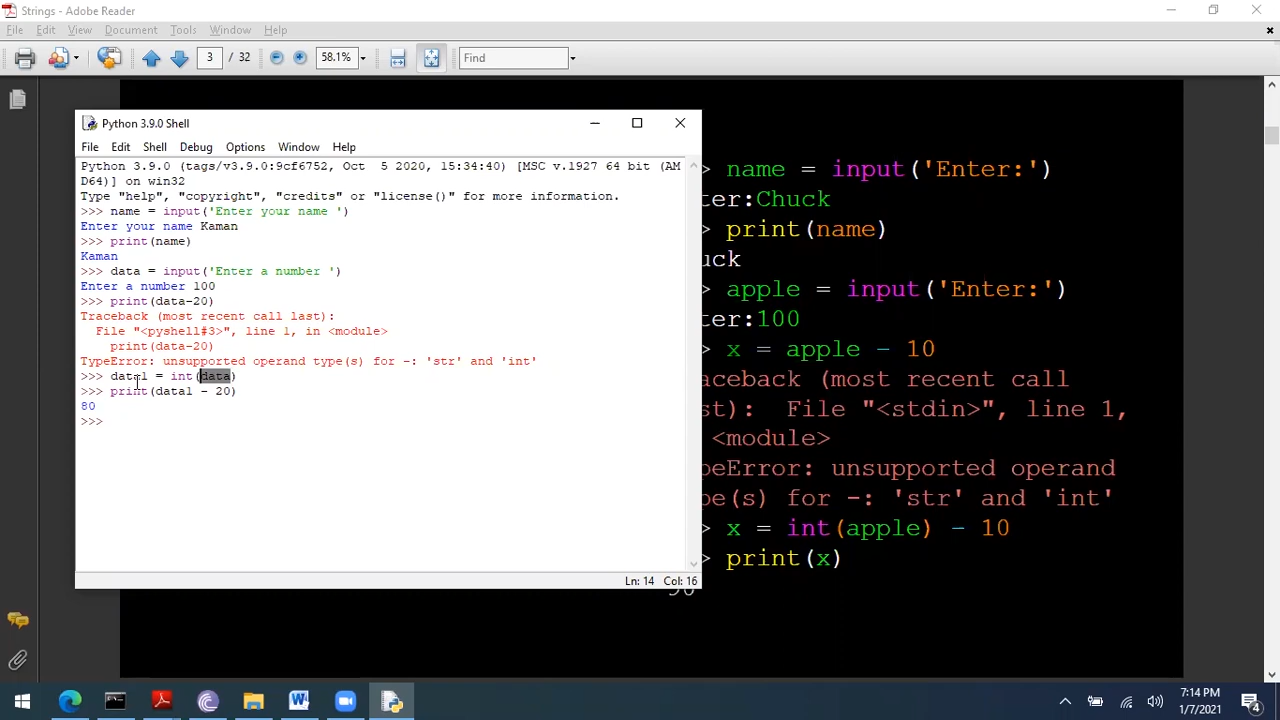 Strings - Adobe Reader
File Edit View Document Tools Window Help
3 / 32 58.1% Find
Python 3.9.0 Shell
File Edit Shell Debug Options Window Help
Python 3.9.0 (tags/v3.9.0:9cf6752, Oct  5 2020, 15:34:40) [MSC v.1927 64 bit (AM
D64)] on win32
Type "help", "copyright", "credits" or "license()" for more information.
>>> name = input('Enter your name ')
Enter your name Kaman
>>> print(name)
Kaman
>>> data = input('Enter a number ')
Enter a number 100
>>> print(data-20)
Traceback (most recent call last):
  File "<pyshell#3>", line 1, in <module>
    print(data-20)
TypeError: unsupported operand type(s) for -: 'str' and 'int'
>>> data1 = int(data)
>>> print(data1 - 20)
80
>>>
Ln: 14 Col: 16
> name = input('Enter:')
ter:Chuck
> print(name)
uck
> apple = input('Enter:')
ter:100
> x = apple - 10
aceback (most recent call
st):  File "<stdin>", line 1,
<module>
peError: unsupported operand
pe(s) for -: 'str' and 'int'
> x = int(apple) - 10
> print(x)
90
7:14 PM
1/7/2021
4